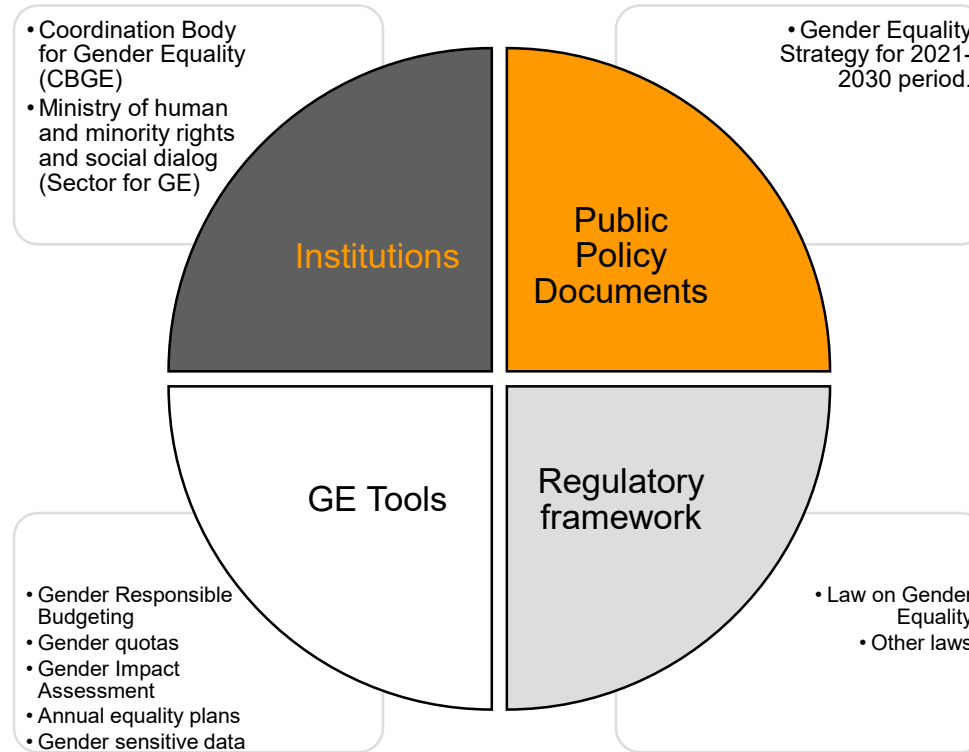 • Coordination Body
for Gender Equality
(CBGE)
• Ministry of human
and minority rights
and social dialog
(Sector for GE)
• Gender Equality
Strategy for 2021-
2030 period.
Institutions
Public
Policy
Documents
GE Tools
Regulatory
framework
• Gender Responsible
Budgeting
• Gender quotas
• Gender Impact
Assessment
• Annual equality plans
• Gender sensitive data
• Law on Gender
Equality
• Other laws